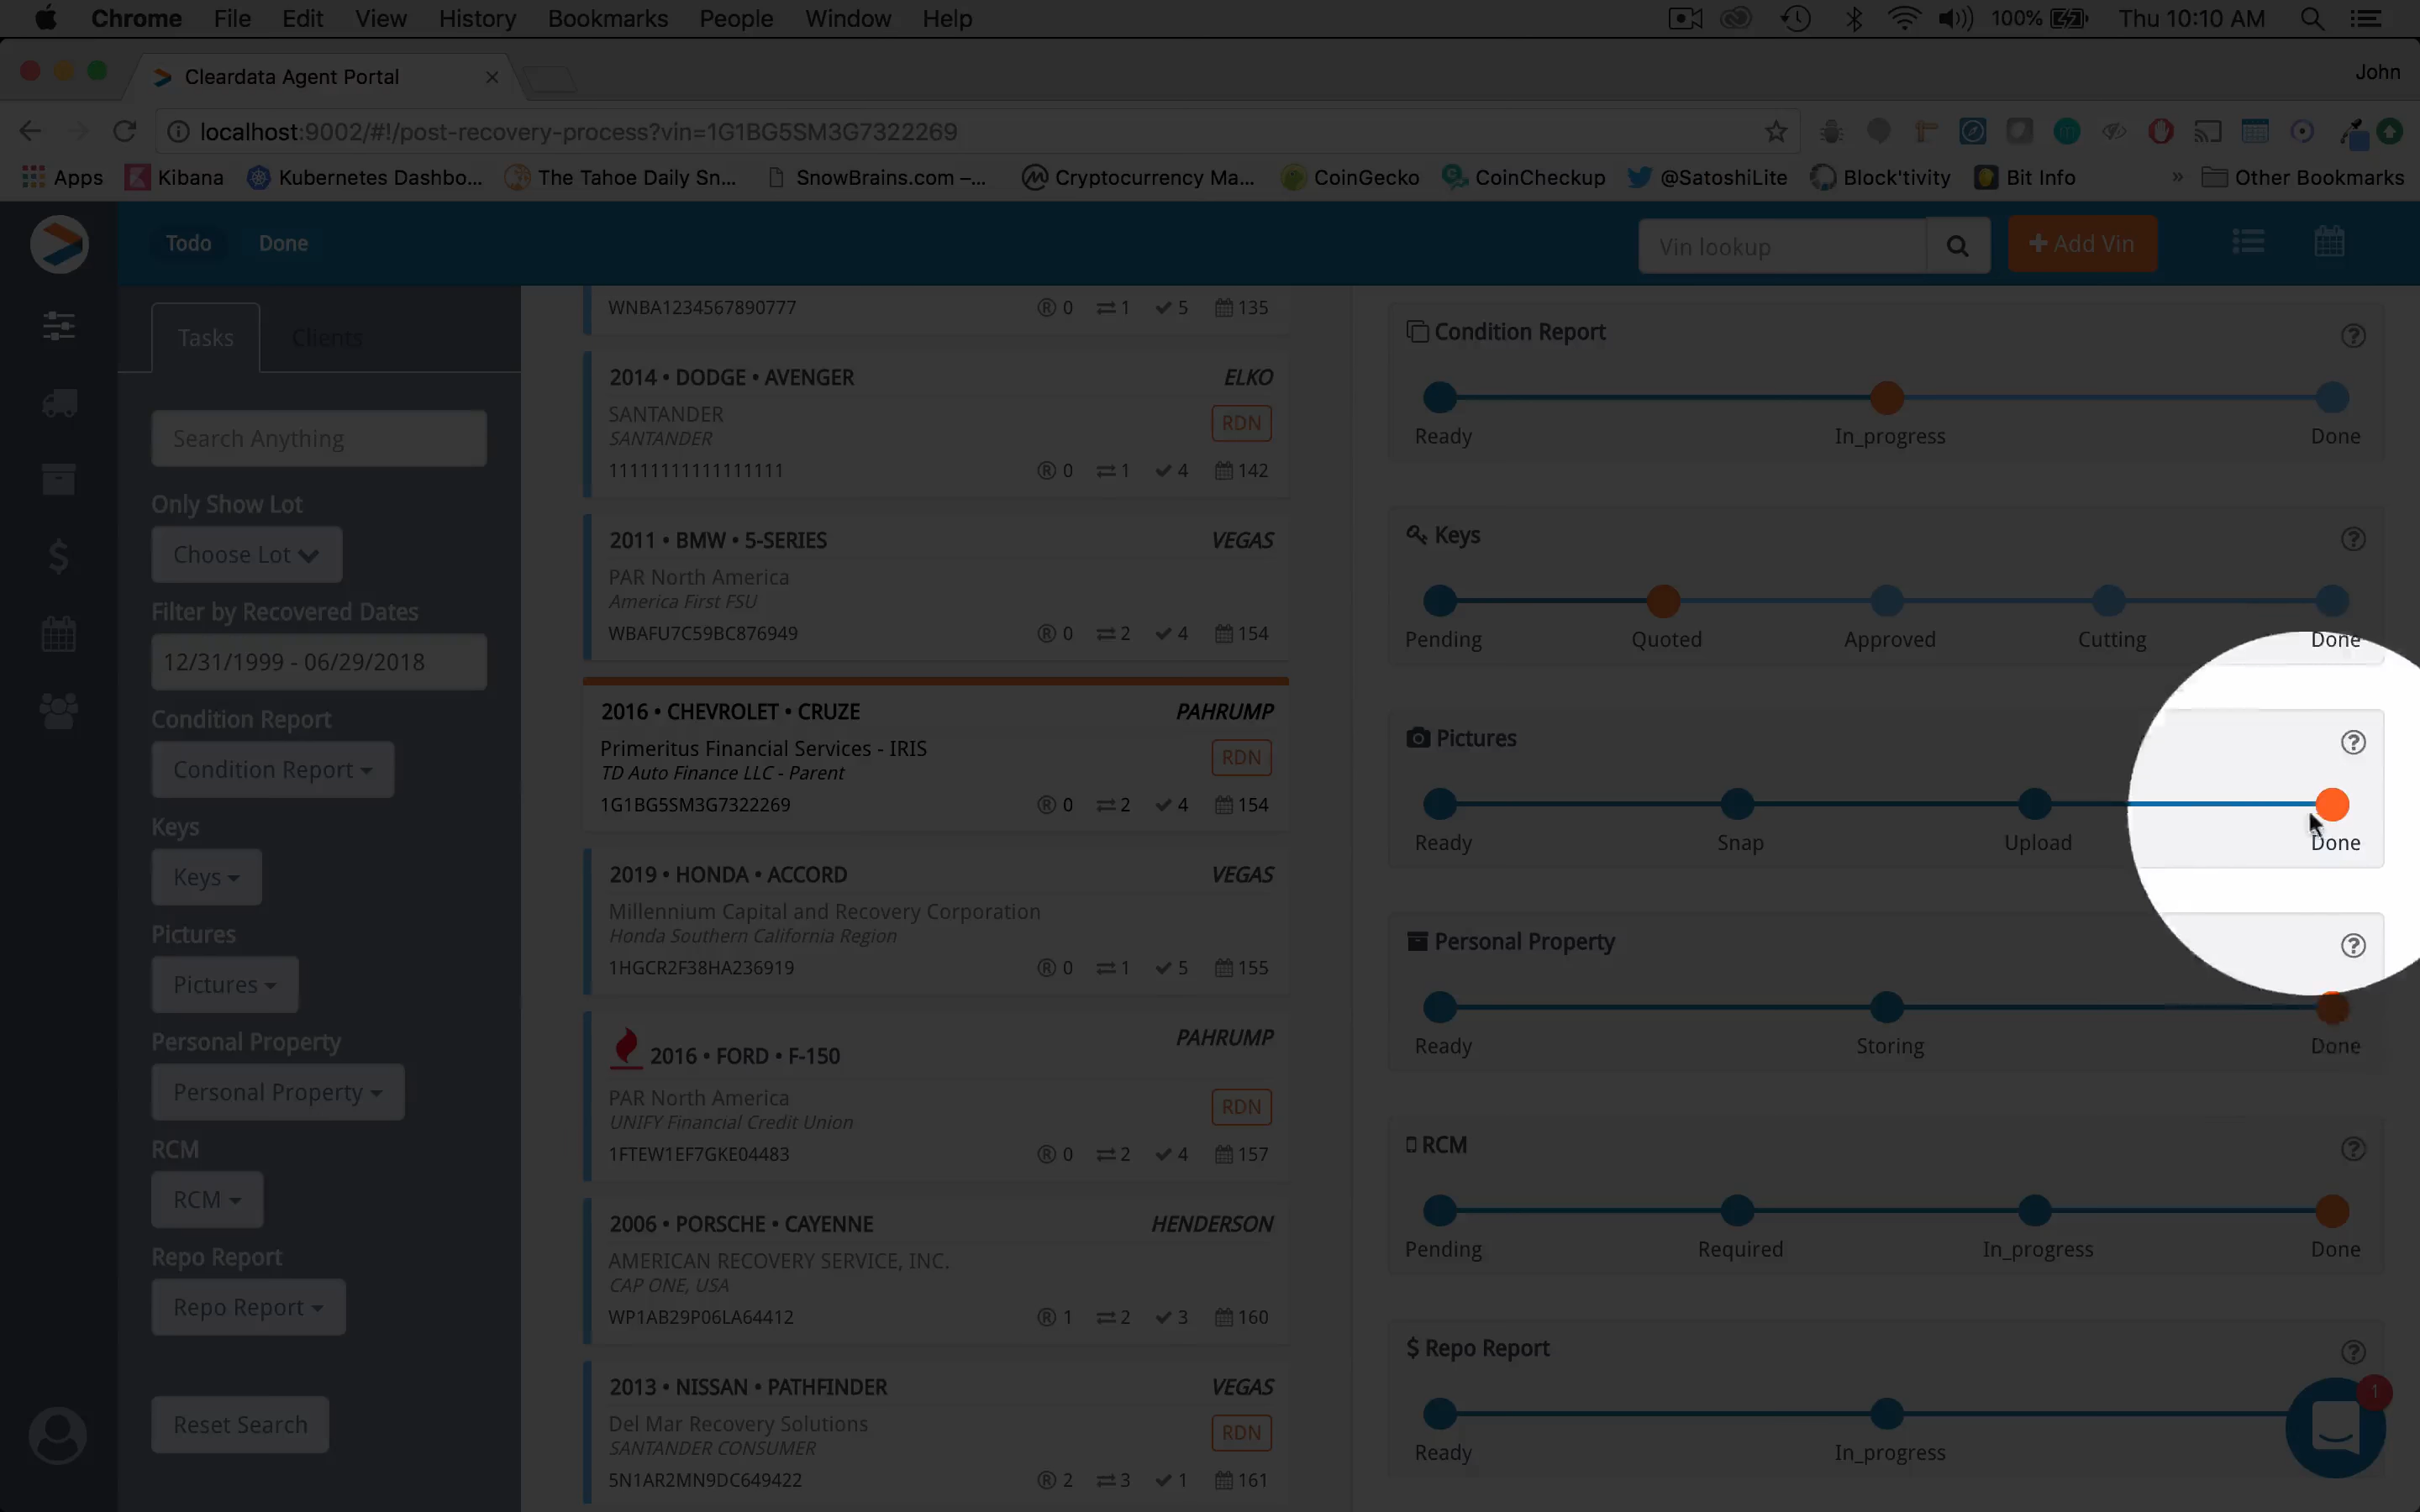 Chrome File Edit View History Bookmarks People Window Help 100% Thu 10:10 AM
Cleardata Agent Portal John
localhost:9002/#!/post-recovery-process?vin=1G1BG5SM3G7322269
Apps Kibana Kubernetes Dashbo... The Tahoe Daily Sn... SnowBrains.com –... Cryptocurrency Ma... CoinGecko CoinCheckup @SatoshiLite Block'tivity Bit Info » Other Bookmarks
Todo Done Vin lookup + Add Vin
Tasks Clients
Search Anything
Only Show Lot
Choose Lot
Filter by Recovered Dates
12/31/1999 - 06/29/2018
Condition Report
Condition Report
Keys
Keys
Pictures
Pictures
Personal Property
Personal Property
RCM
RCM
Repo Report
Repo Report
Reset Search
WNBA1234567890777 R 0 1 5 135
2014 • DODGE • AVENGER ELKO
SANTANDER RDN
SANTANDER
11111111111111111 R 0 1 4 142
2011 • BMW • 5-SERIES VEGAS
PAR North America
America First FSU
WBAFU7C59BC876949 R 0 2 4 154
2016 • CHEVROLET • CRUZE PAHRUMP
Primeritus Financial Services - IRIS RDN
TD Auto Finance LLC - Parent
1G1BG5SM3G7322269 R 0 2 4 154
2019 • HONDA • ACCORD VEGAS
Millennium Capital and Recovery Corporation
Honda Southern California Region
1HGCR2F38HA236919 R 0 1 5 155
2016 • FORD • F-150 PAHRUMP
PAR North America RDN
UNIFY Financial Credit Union
1FTEW1EF7GKE04483 R 0 2 4 157
2006 • PORSCHE • CAYENNE HENDERSON
AMERICAN RECOVERY SERVICE, INC.
CAP ONE, USA
WP1AB29P06LA64412 R 1 2 3 160
2013 • NISSAN • PATHFINDER VEGAS
Del Mar Recovery Solutions RDN
SANTANDER CONSUMER
5N1AR2MN9DC649422 R 2 3 1 161
Condition Report ?
Ready In_progress Done
Keys ?
Pending Quoted Approved Cutting Done
Pictures ?
Ready Snap Upload Done
Personal Property ?
Ready Storing Done
RCM ?
Pending Required In_progress Done
$ Repo Report ?
1
Ready In_progress